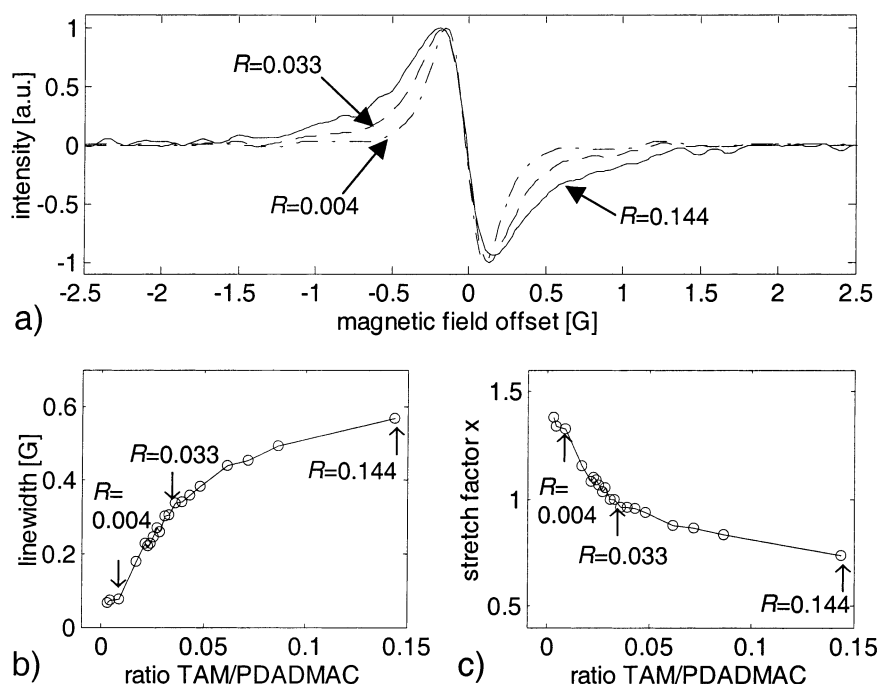 1
R=0.033
0.5
0
R=0.004
-0.5
R=0.144
-1
intensity [a.u.]
-2.5 -2 -1.5 -1 -0.5 0 0.5 1 1.5 2 2.5
a) magnetic field offset [G]
0.6
R=0.033
R=0.144
0.4
R=
0.004
0.2
0
linewidth [G]
0 0.05 0.1 0.15
b) ratio TAM/PDADMAC
1.5
R=
0.004
1
R=0.033
R=0.144
0.5
stretch factor x
0 0.05 0.1 0.15
c) ratio TAM/PDADMAC